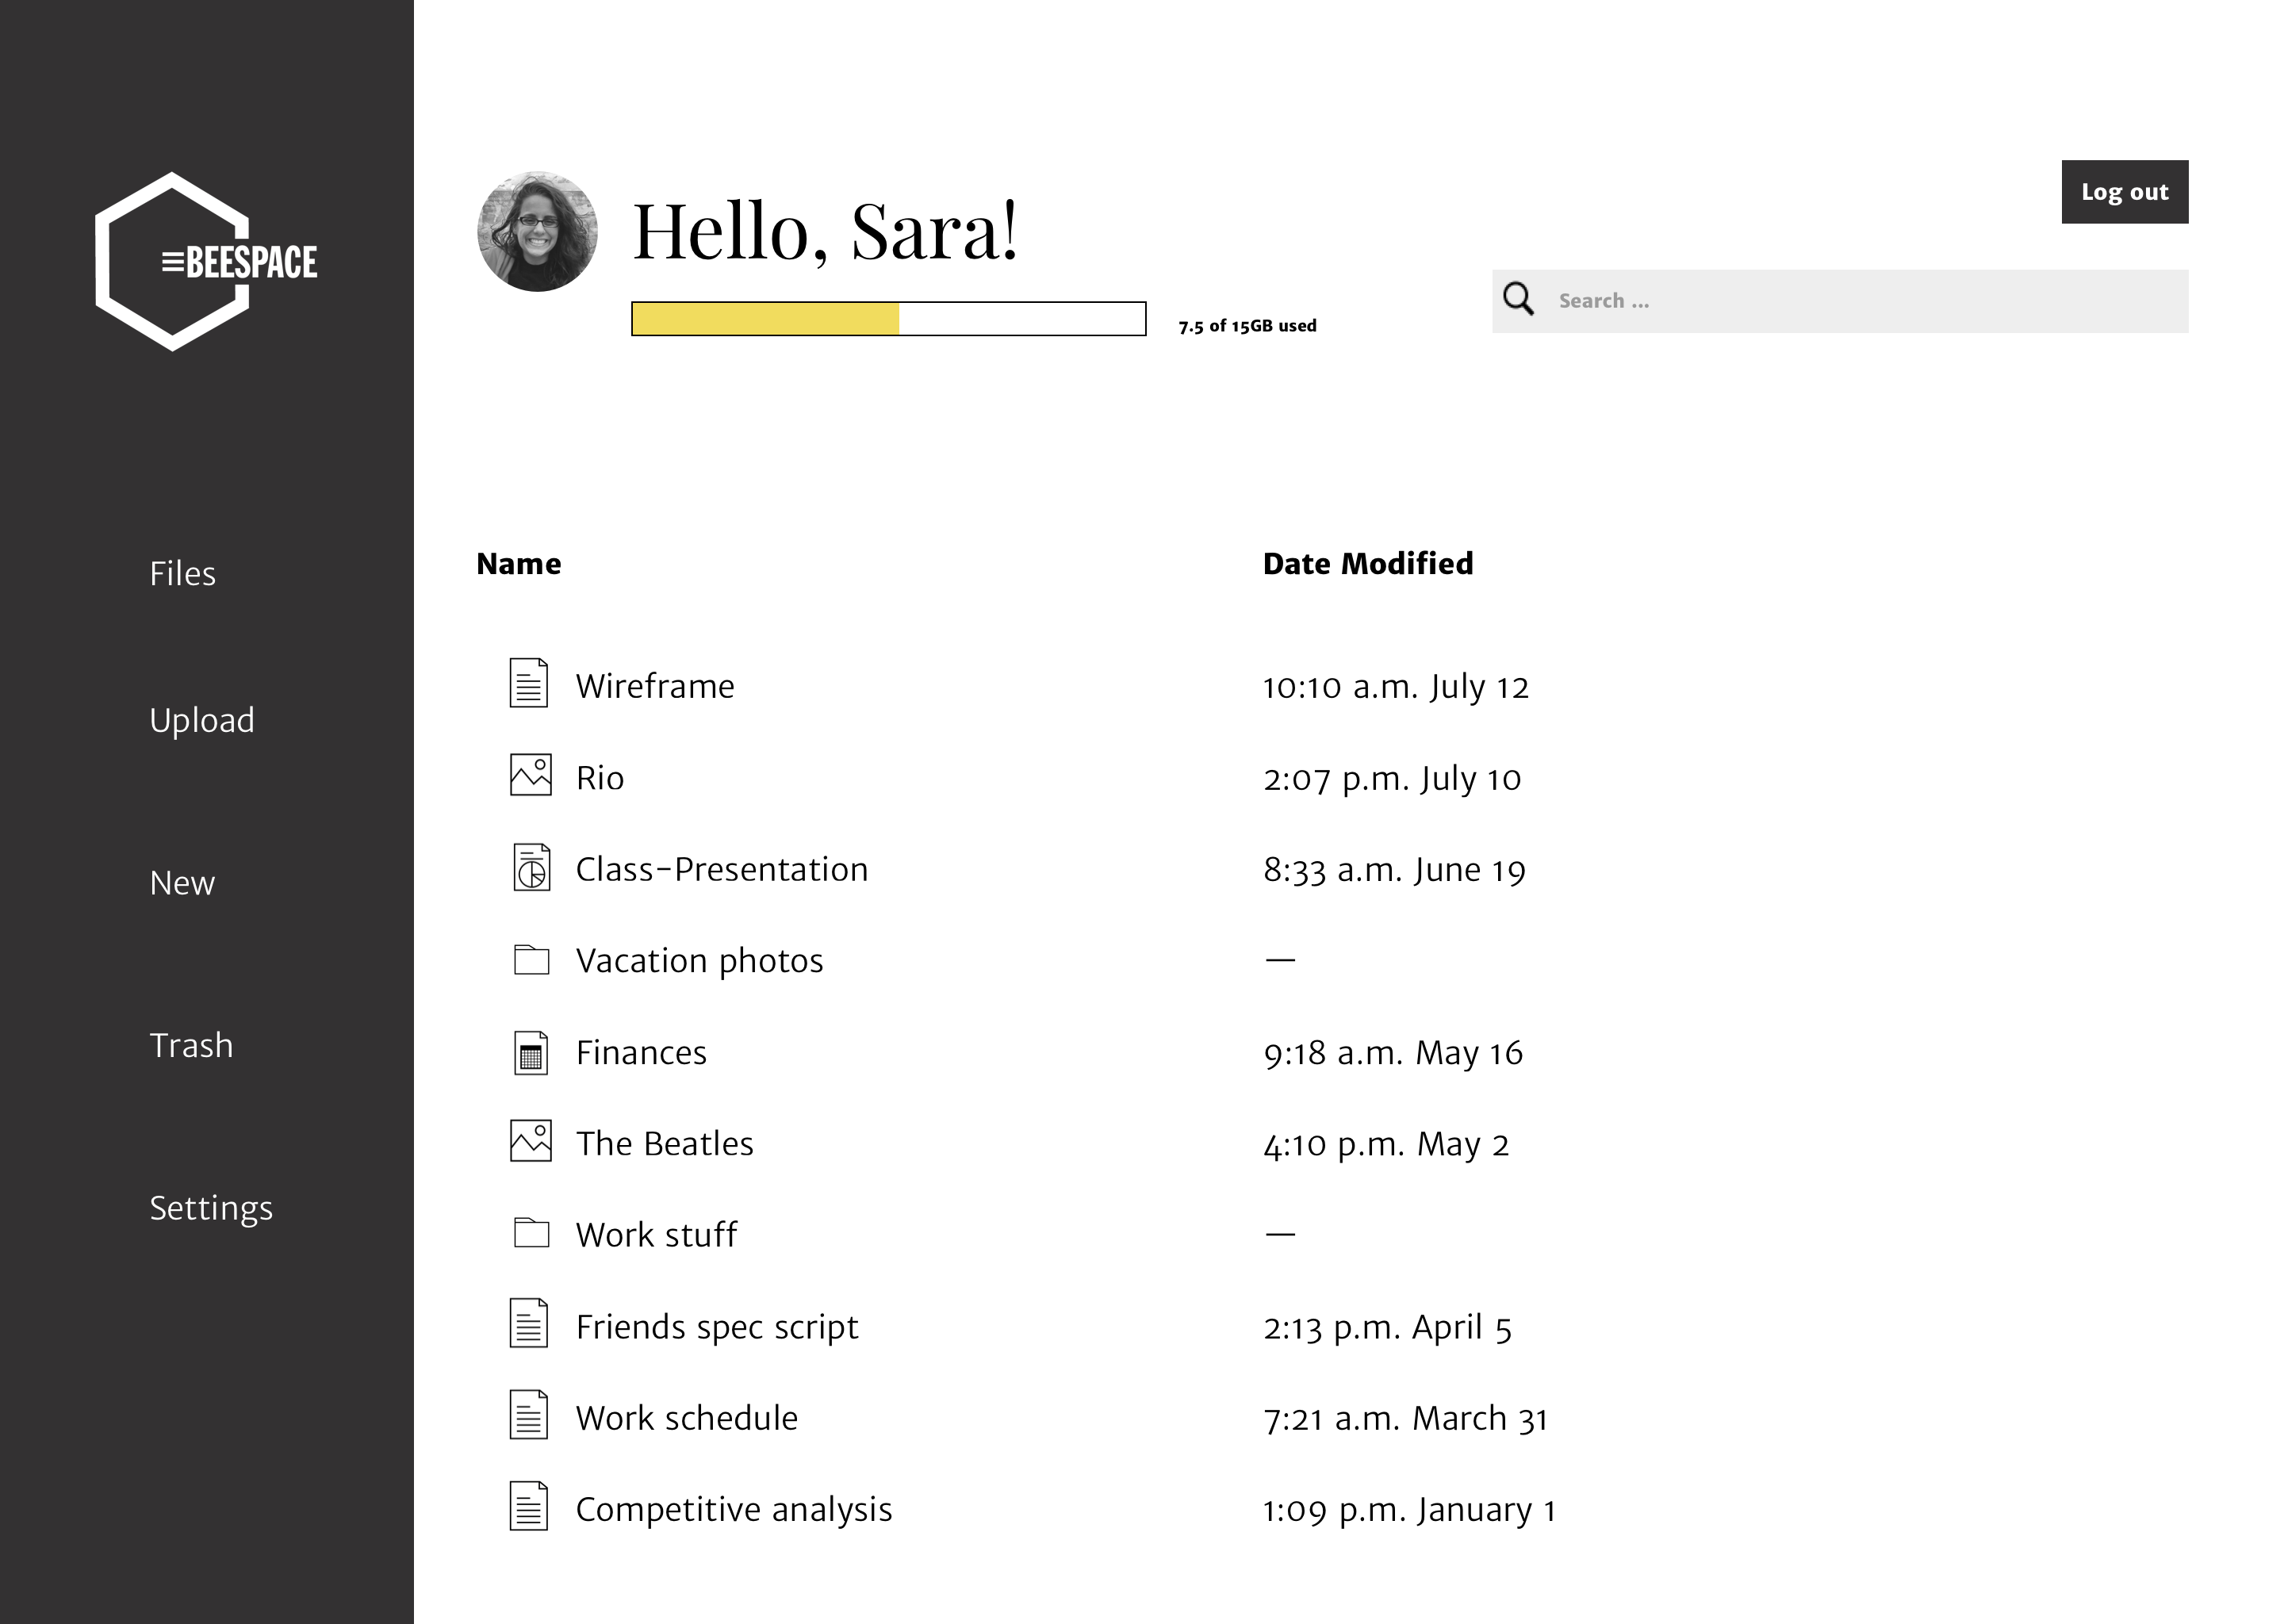 BEESPACE
Files
Upload
New
Trash
Settings
Hello, Sara!
7.5 of 15GB used
Log out
Search ...
Name Date Modified
Wireframe 10:10 a.m. July 12
Rio 2:07 p.m. July 10
Class-Presentation 8:33 a.m. June 19
Vacation photos —
Finances 9:18 a.m. May 16
The Beatles 4:10 p.m. May 2
Work stuff —
Friends spec script 2:13 p.m. April 5
Work schedule 7:21 a.m. March 31
Competitive analysis 1:09 p.m. January 1